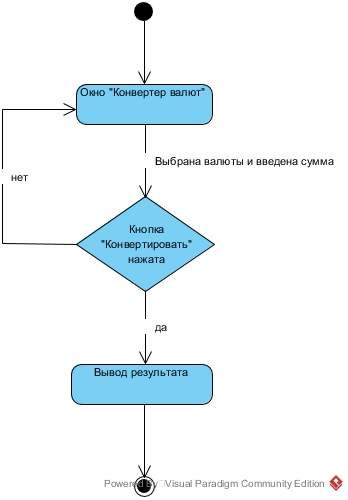 Окно "Конвертер валют"
Выбрана валюты и введена сумма
нет
Кнопка
"Конвертировать"
нажата
да
Вывод результата
Powered By Visual Paradigm Community Edition